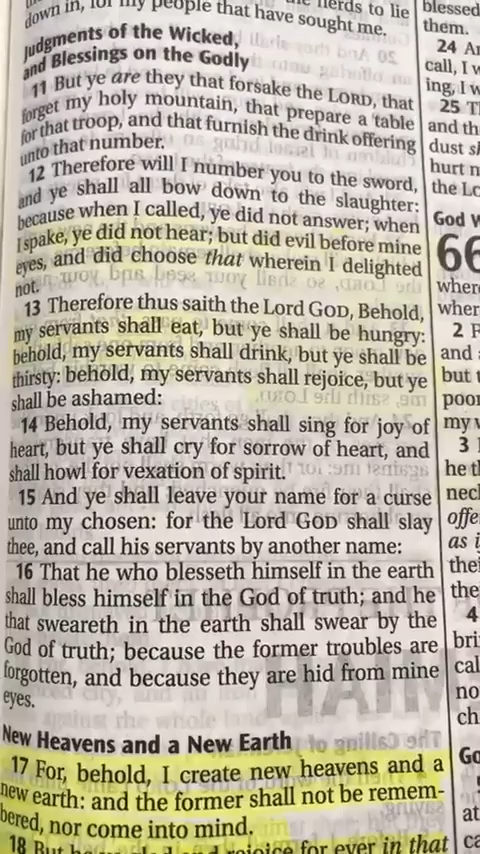 down in, for my people that have sought me.
Judgments of the Wicked,
and Blessings on the Godly
11 But ye are they that forsake the LORD, that
forget my holy mountain, that prepare a table
for that troop, and that furnish the drink offering
unto that number.
12 Therefore will I number you to the sword,
and ye shall all bow down to the slaughter:
because when I called, ye did not answer; when
I spake, ye did not hear; but did evil before mine
eyes, and did choose that wherein I delighted
not.
13 Therefore thus saith the Lord GOD, Behold,
my servants shall eat, but ye shall be hungry:
behold, my servants shall drink, but ye shall be
thirsty: behold, my servants shall rejoice, but ye
shall be ashamed:
14 Behold, my servants shall sing for joy of
heart, but ye shall cry for sorrow of heart, and
shall howl for vexation of spirit.
15 And ye shall leave your name for a curse
unto my chosen: for the Lord GOD shall slay
thee, and call his servants by another name:
16 That he who blesseth himself in the earth
shall bless himself in the God of truth; and he
that sweareth in the earth shall swear by the
God of truth; because the former troubles are
forgotten, and because they are hid from mine
eyes.
New Heavens and a New Earth
17 For, behold, I create new heavens and a
new earth: and the former shall not be remem-
bered, nor come into mind.
18 But rejoice for ever in that
blessed
them.
24 A
call, I w
ing, I w
25 T
and th
dust s
hurt n
the Lo
God W
66
where
wher
2 F
and
but t
poor
my w
3
he th
neck
offe
as i
thei
the
4
bri
cal
no
ch
Go
at
ca